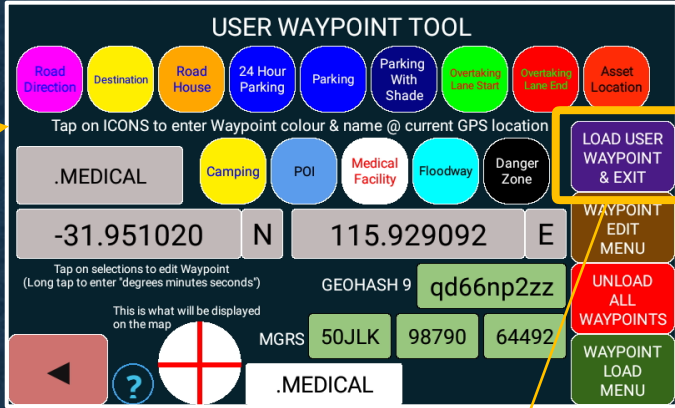 USER WAYPOINT TOOL
Road
Direction
Destination
Road
House
24 Hour
Parking
Parking
Parking
With
Shade
Overtaking
Lane Start
Overtaking
Lane End
Asset
Location
Tap on ICONS to enter Waypoint colour & name @ current GPS location
LOAD USER
WAYPOINT
& EXIT
.MEDICAL
Camping
POI
Medical
Facility
Floodway
Danger
Zone
WAYPOINT
EDIT
MENU
-31.951020 N 115.929092 E
Tap on selections to edit Waypoint
(Long tap to enter "degrees minutes seconds")
GEOHASH 9 qd66np2zz
UNLOAD
ALL
WAYPOINTS
This is what will be displayed
on the map
MGRS 50JLK 98790 64492
WAYPOINT
LOAD
MENU
?
.MEDICAL